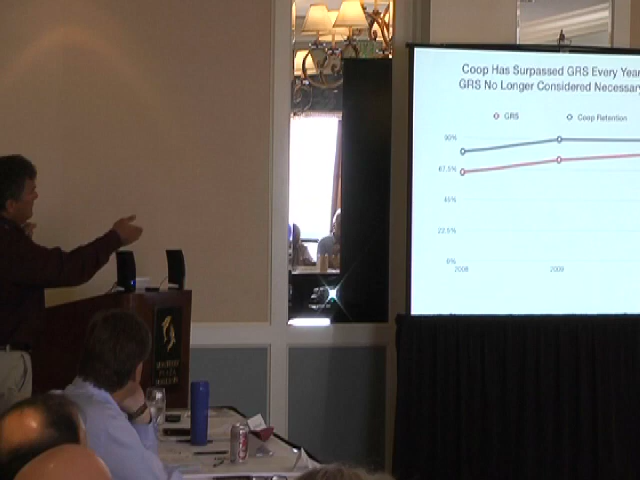 Coop Has Surpassed GRS Every Year
GRS No Longer Considered Necessary
GRS Coop Retention
90%
67.5%
45%
22.5%
0%
2008 2009